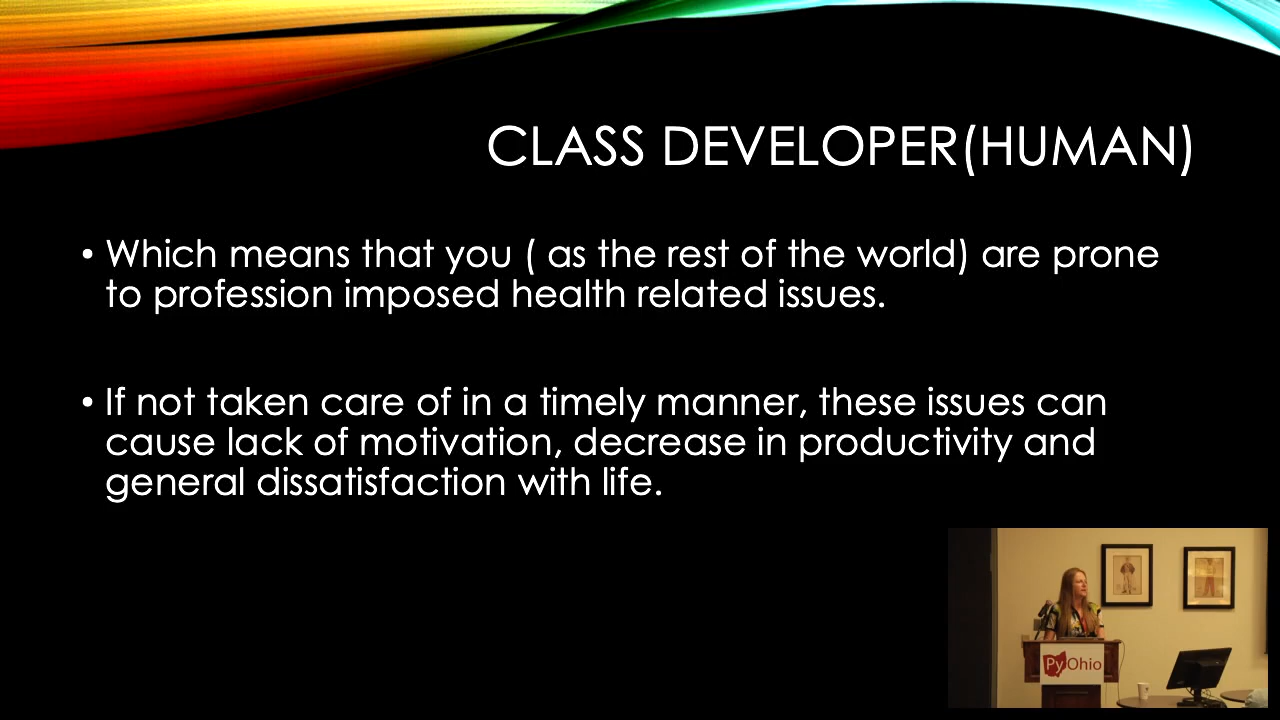 CLASS DEVELOPER(HUMAN)
• Which means that you ( as the rest of the world) are prone
to profession imposed health related issues.
• If not taken care of in a timely manner, these issues can
cause lack of motivation, decrease in productivity and
general dissatisfaction with life.
PyOhio